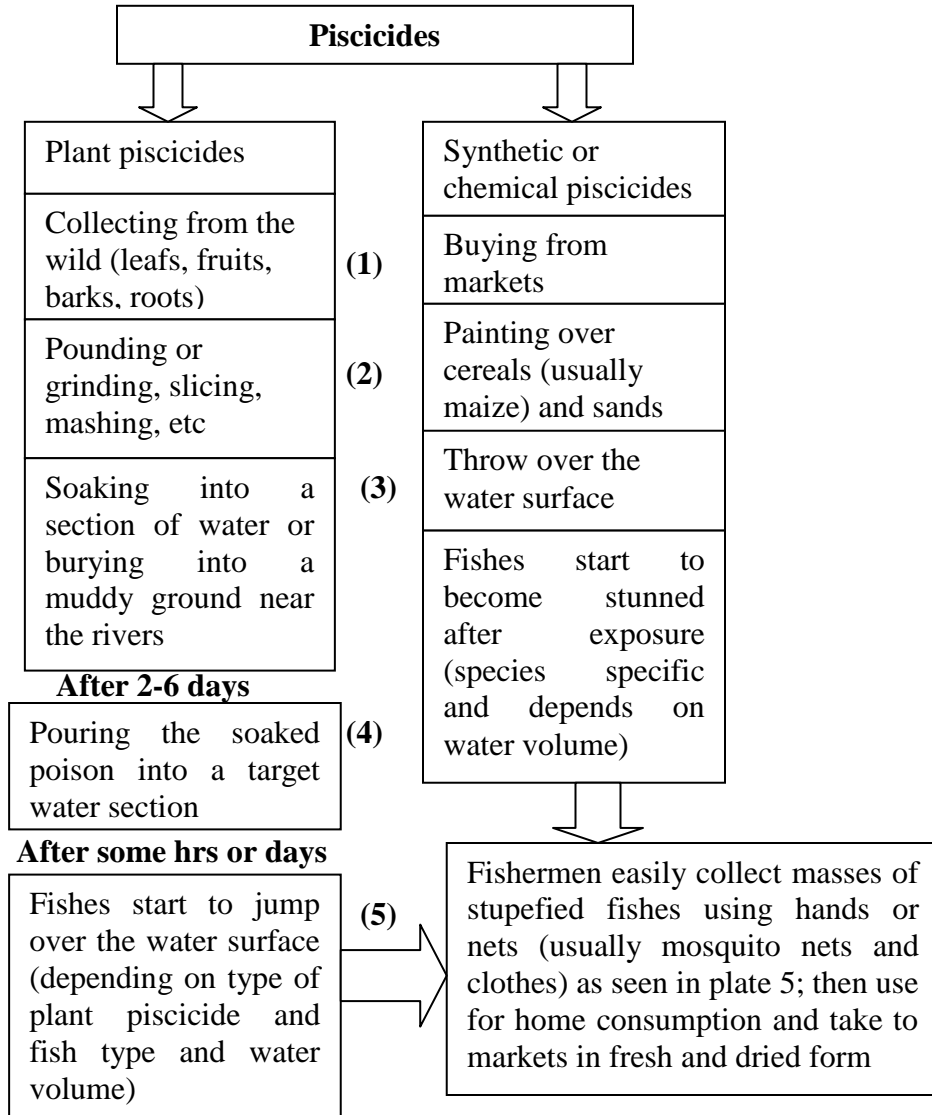 Piscicides
Plant piscicides
Collecting from the
wild (leafs, fruits,
barks, roots)
(1)
Pounding or
grinding, slicing,
mashing, etc
(2)
Soaking into a
section of water or
burying into a
muddy ground near
the rivers
(3)
After 2-6 days
Pouring the soaked
poison into a target
water section
(4)
After some hrs or days
Fishes start to jump
over the water surface
(depending on type of
plant piscicide and
fish type and water
volume)
(5)
Synthetic or
chemical piscicides
Buying from
markets
Painting over
cereals (usually
maize) and sands
Throw over the
water surface
Fishes start to
become stunned
after exposure
(species specific
and depends on
water volume)
Fishermen easily collect masses of
stupefied fishes using hands or
nets (usually mosquito nets and
clothes) as seen in plate 5; then use
for home consumption and take to
markets in fresh and dried form